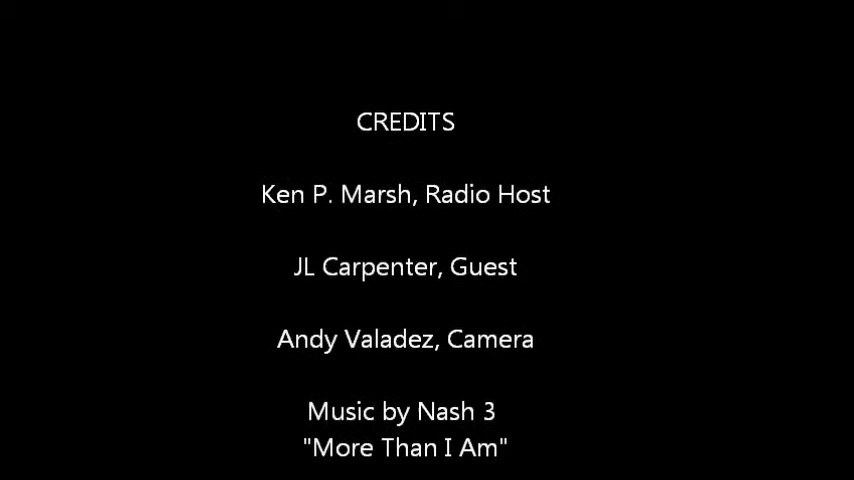 CREDITS
Ken P. Marsh, Radio Host
JL Carpenter, Guest
Andy Valadez, Camera
Music by Nash 3
"More Than I Am"